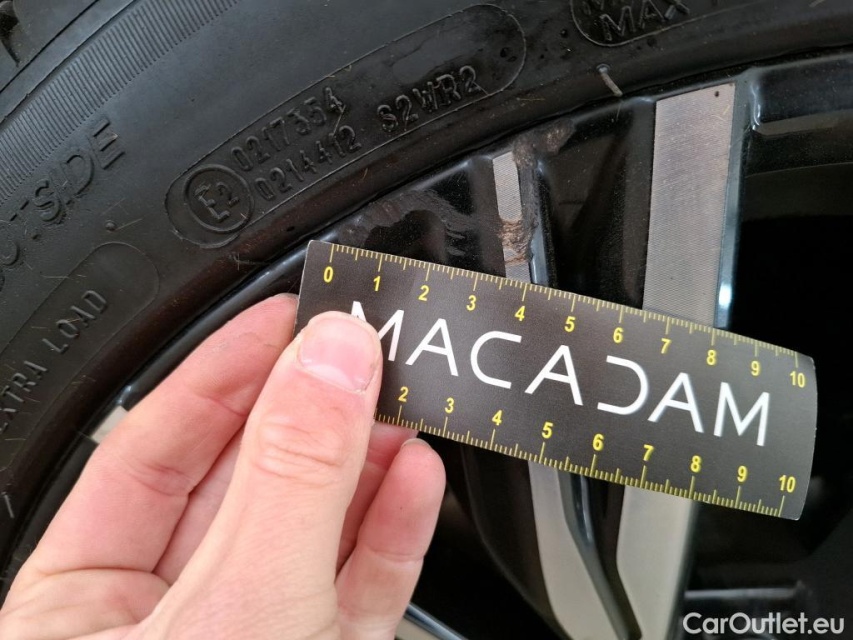 MAX
0217354
0214412 S2WR2
E2
OUTSIDE
EXTRA LOAD
0 1 2 3 4 5 6 7 8 9 10
MACADAM
2 3 4 5 6 7 8 9 10
CarOutlet.eu